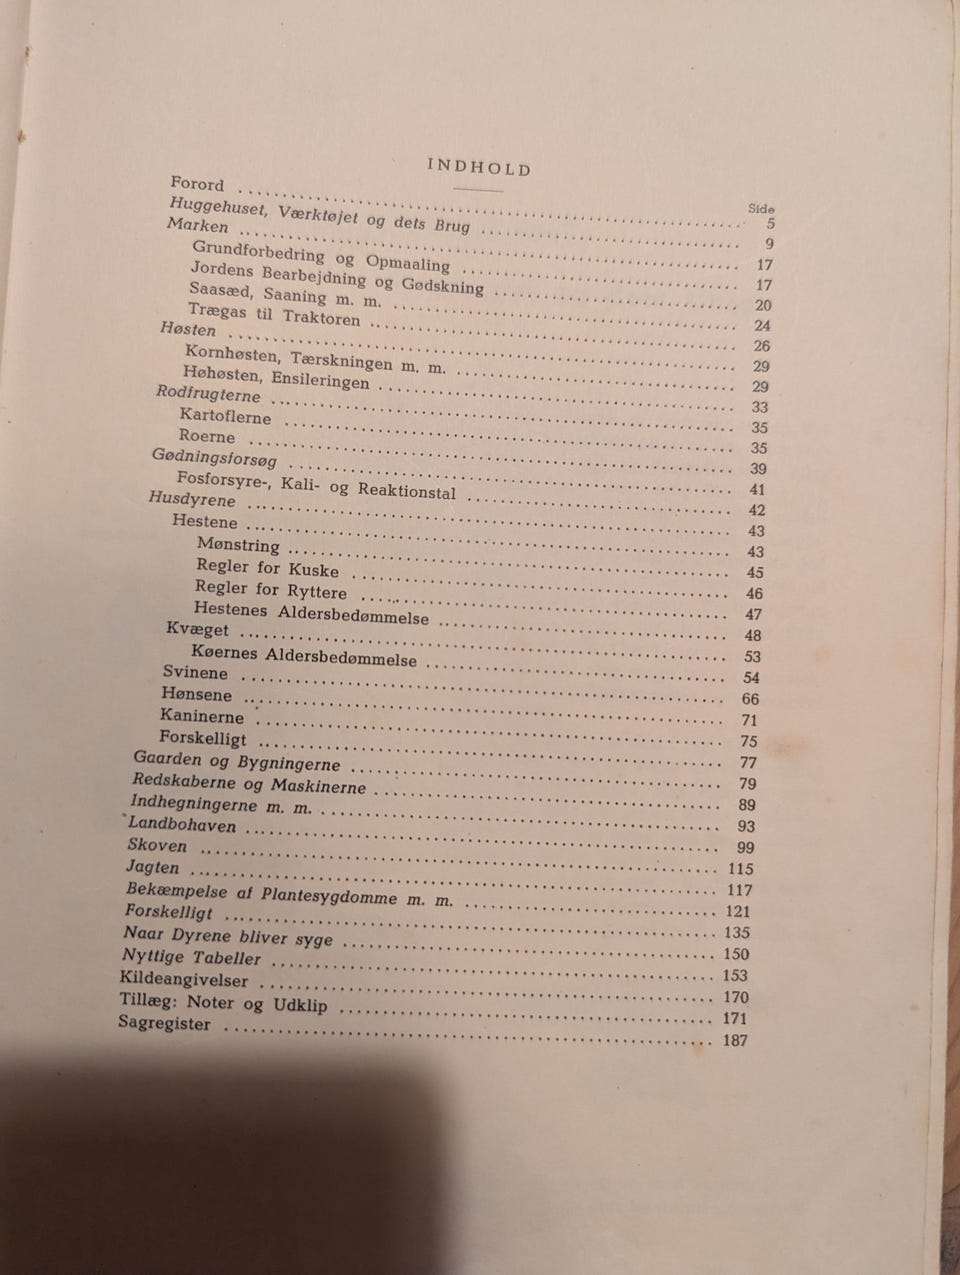 INDHOLD
Side
Forord ........ 5
Huggehuset, Værktøjet og dets Brug ........ 9
Marken ........ 17
Grundforbedring og Opmaaling ........ 17
Jordens Bearbejdning og Gødskning ........ 20
Saasæd, Saaning m. m. ........ 24
Trægas til Traktoren ........ 26
Høsten ........ 29
Kornhøsten, Tærskningen m. m. ........ 29
Høhøsten, Ensileringen ........ 33
Rodfrugterne ........ 35
Kartoflerne ........ 35
Roerne ........ 39
Gødningsforsøg ........ 41
Fosforsyre-, Kali- og Reaktionstal ........ 42
Husdyrene ........ 43
Hestene ........ 43
Mønstring ........ 45
Regler for Kuske ........ 46
Regler for Ryttere ........ 47
Hestenes Aldersbedømmelse ........ 48
Kvæget ........ 53
Køernes Aldersbedømmelse ........ 54
Svinene ........ 66
Hønsene ........ 71
Kaninerne ........ 75
Forskelligt ........ 77
Gaarden og Bygningerne ........ 79
Redskaberne og Maskinerne ........ 89
Indhegningerne m. m. ........ 93
Landbohaven ........ 99
Skoven ........ 115
Jagten ........ 117
Bekæmpelse af Plantesygdomme m. m. ........ 121
Forskelligt ........ 135
Naar Dyrene bliver syge ........ 150
Nyttige Tabeller ........ 153
Kildeangivelser ........ 170
Tillæg: Noter og Udklip ........ 171
Sagregister ........ 187